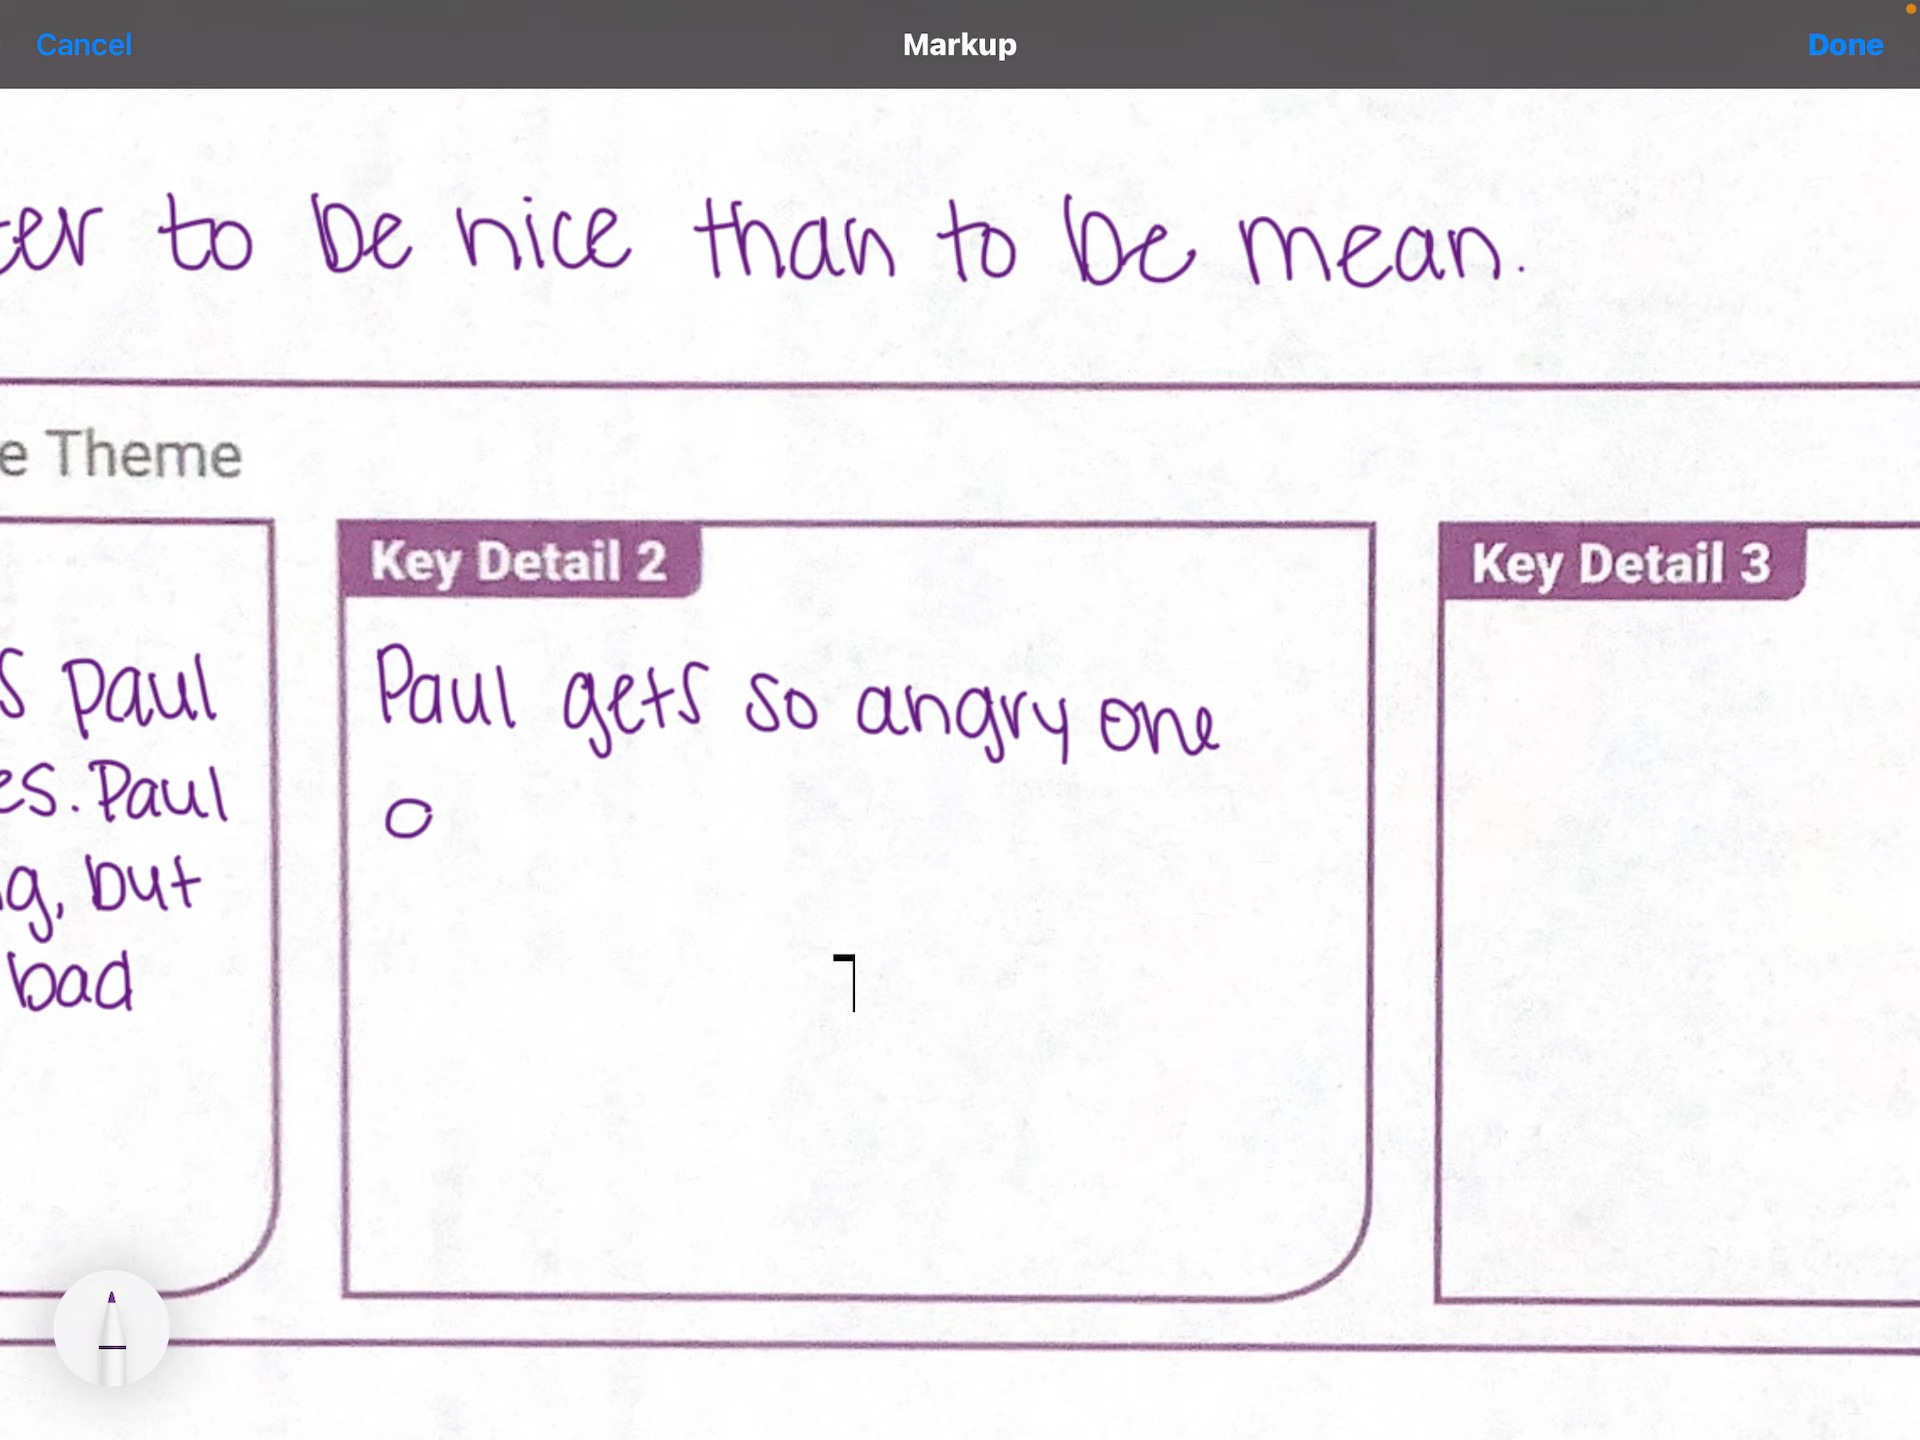 Cancel Markup Done
ter to be nice than to be mean.
e Theme
s Paul
es. Paul
g, but
bad
Key Detail 2
Paul gets so angry one
o
Key Detail 3